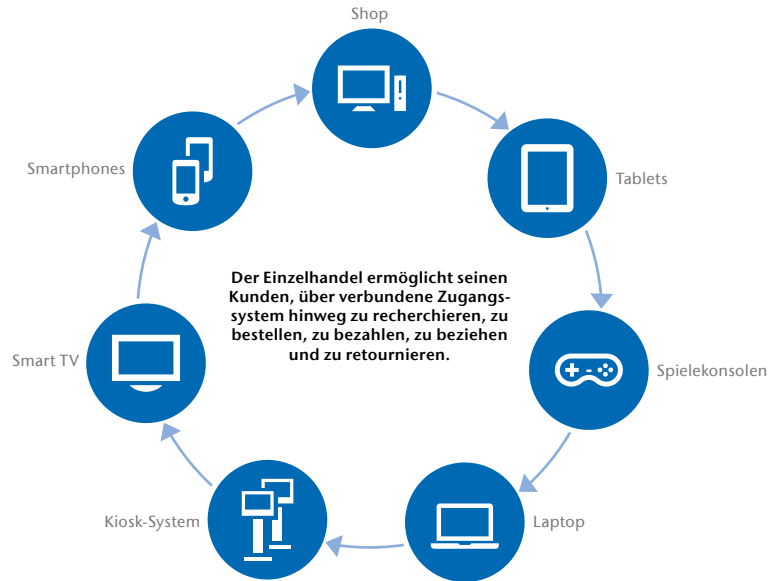 Shop
Smartphones
Tablets
Der Einzelhandel ermöglicht seinen
Kunden, über verbundene Zugangs-
system hinweg zu recherchieren, zu
bestellen, zu bezahlen, zu beziehen
und zu retournieren.
Smart TV
Spielekonsolen
Kiosk-System
Laptop